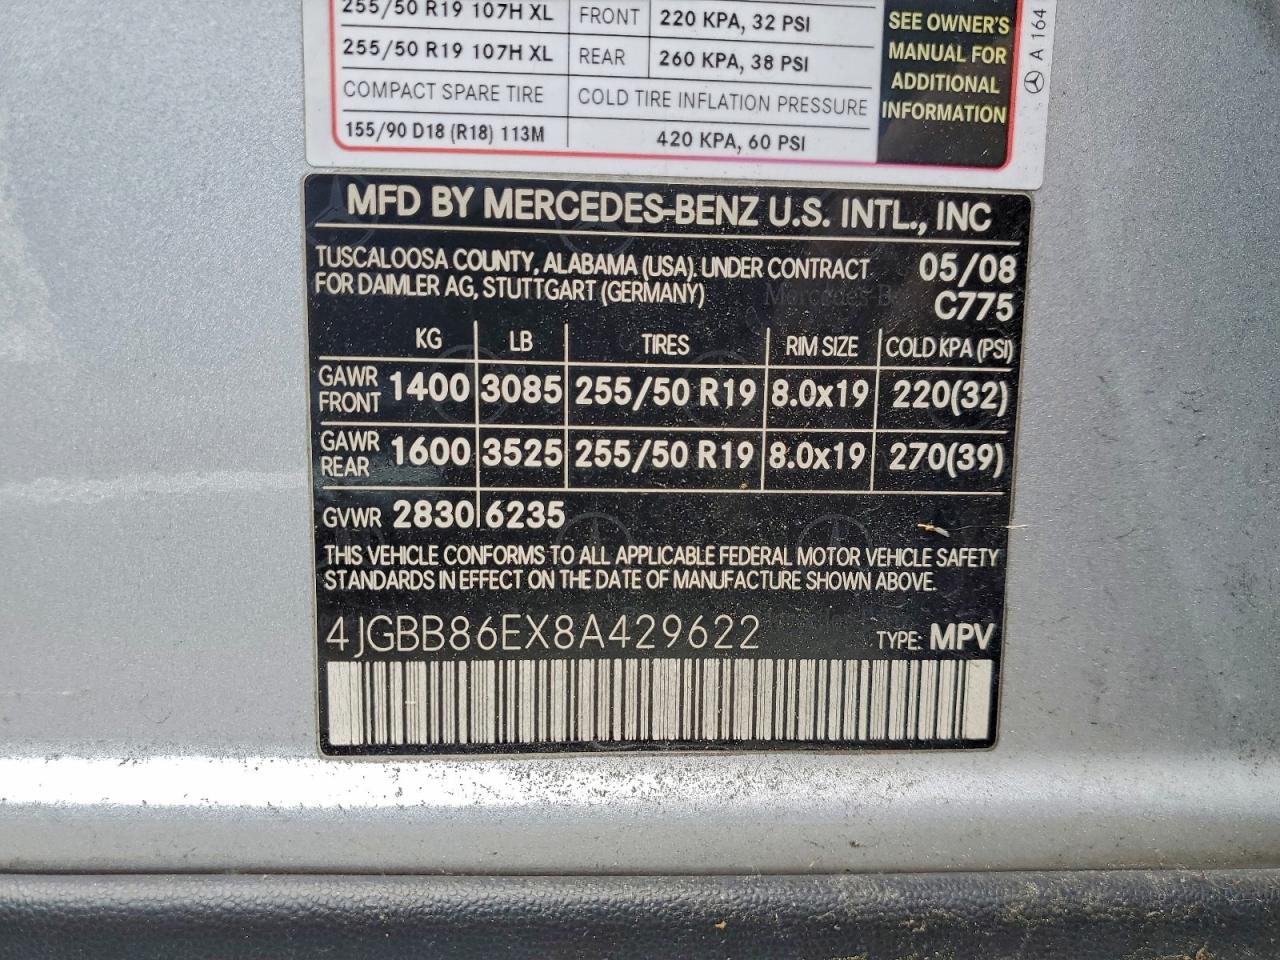 255/50 R19 107H XL FRONT 220 KPA, 32 PSI
255/50 R19 107H XL REAR 260 KPA, 38 PSI
COMPACT SPARE TIRE COLD TIRE INFLATION PRESSURE
155/90 D18 (R18) 113M 420 KPA, 60 PSI
SEE OWNER'S
MANUAL FOR
ADDITIONAL
INFORMATION
A 164
MFD BY MERCEDES-BENZ U.S. INTL., INC
TUSCALOOSA COUNTY, ALABAMA (USA), UNDER CONTRACT 05/08
FOR DAIMLER AG, STUTTGART (GERMANY) C775
KG LB TIRES RIM SIZE COLD KPA (PSI)
GAWR FRONT 1400 3085 255/50 R19 8.0x19 220(32)
GAWR REAR 1600 3525 255/50 R19 8.0x19 270(39)
GVWR 2830 6235
THIS VEHICLE CONFORMS TO ALL APPLICABLE FEDERAL MOTOR VEHICLE SAFETY
STANDARDS IN EFFECT ON THE DATE OF MANUFACTURE SHOWN ABOVE.
4JGBB86EX8A429622 TYPE: MPV